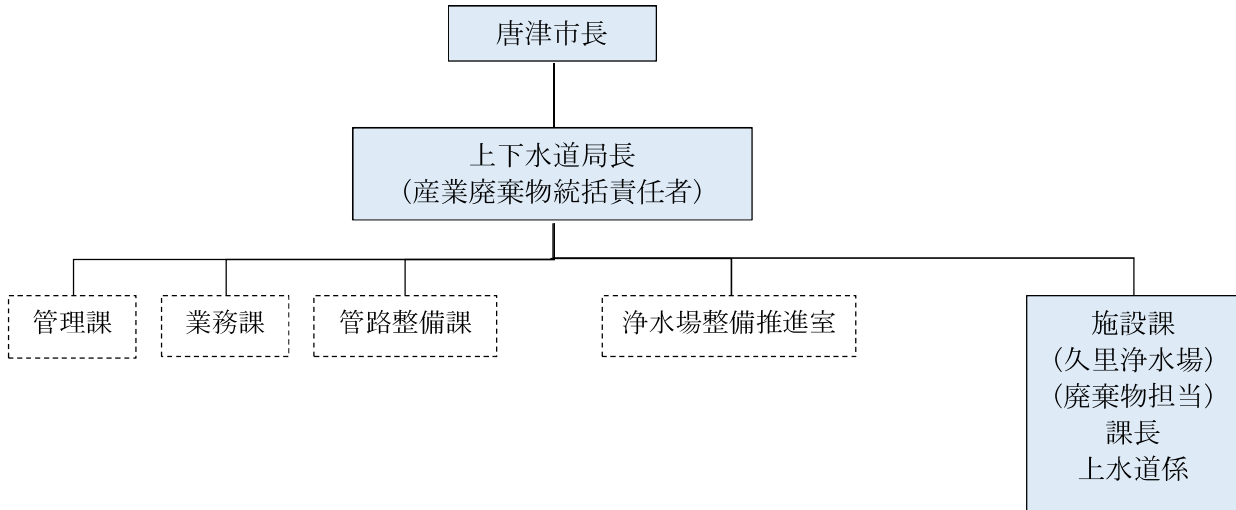 唐津市長
上下水道局長
（産業廃棄物統括責任者）
管理課
業務課
管路整備課
浄水場整備推進室
施設課
（久里浄水場）
（廃棄物担当）
課長
上水道係